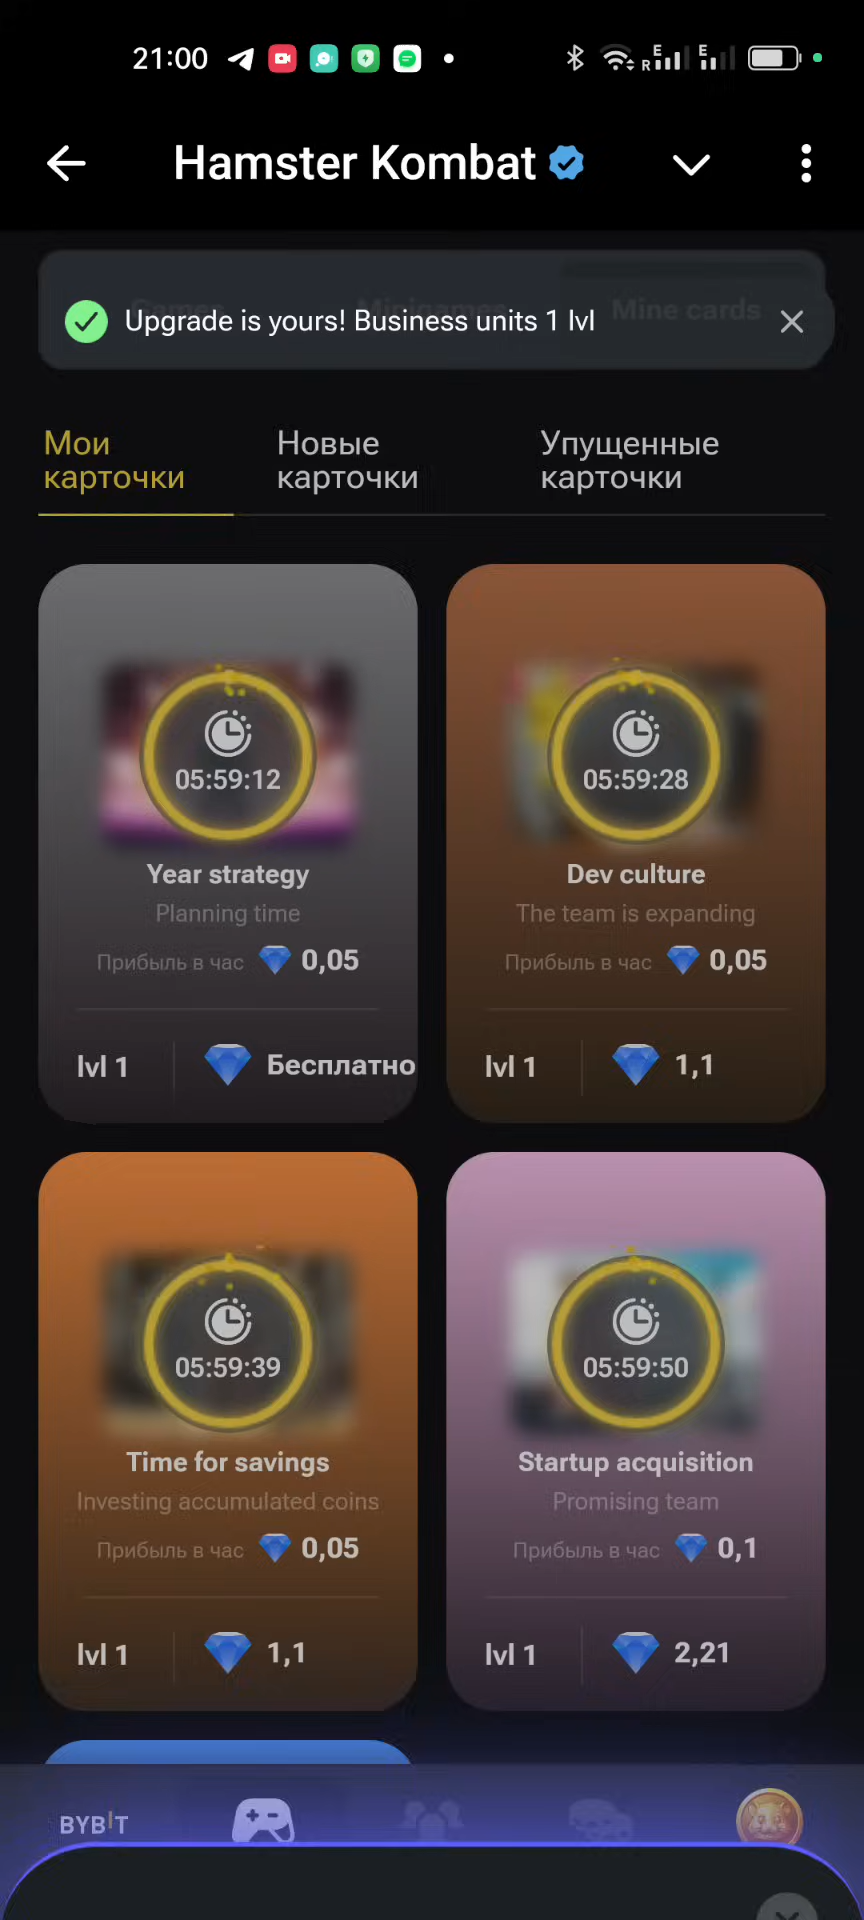 21:00
R E E
Hamster Kombat
Games Minigames Mine cards
Upgrade is yours! Business units 1 lvl
Мои карточки
Новые карточки
Упущенные карточки
05:59:12
Year strategy
Planning time
Прибыль в час 0,05
lvl 1 Бесплатно
05:59:28
Dev culture
The team is expanding
Прибыль в час 0,05
lvl 1 1,1
05:59:39
Time for savings
Investing accumulated coins
Прибыль в час 0,05
lvl 1 1,1
05:59:50
Startup acquisition
Promising team
Прибыль в час 0,1
lvl 1 2,21
BYBIT